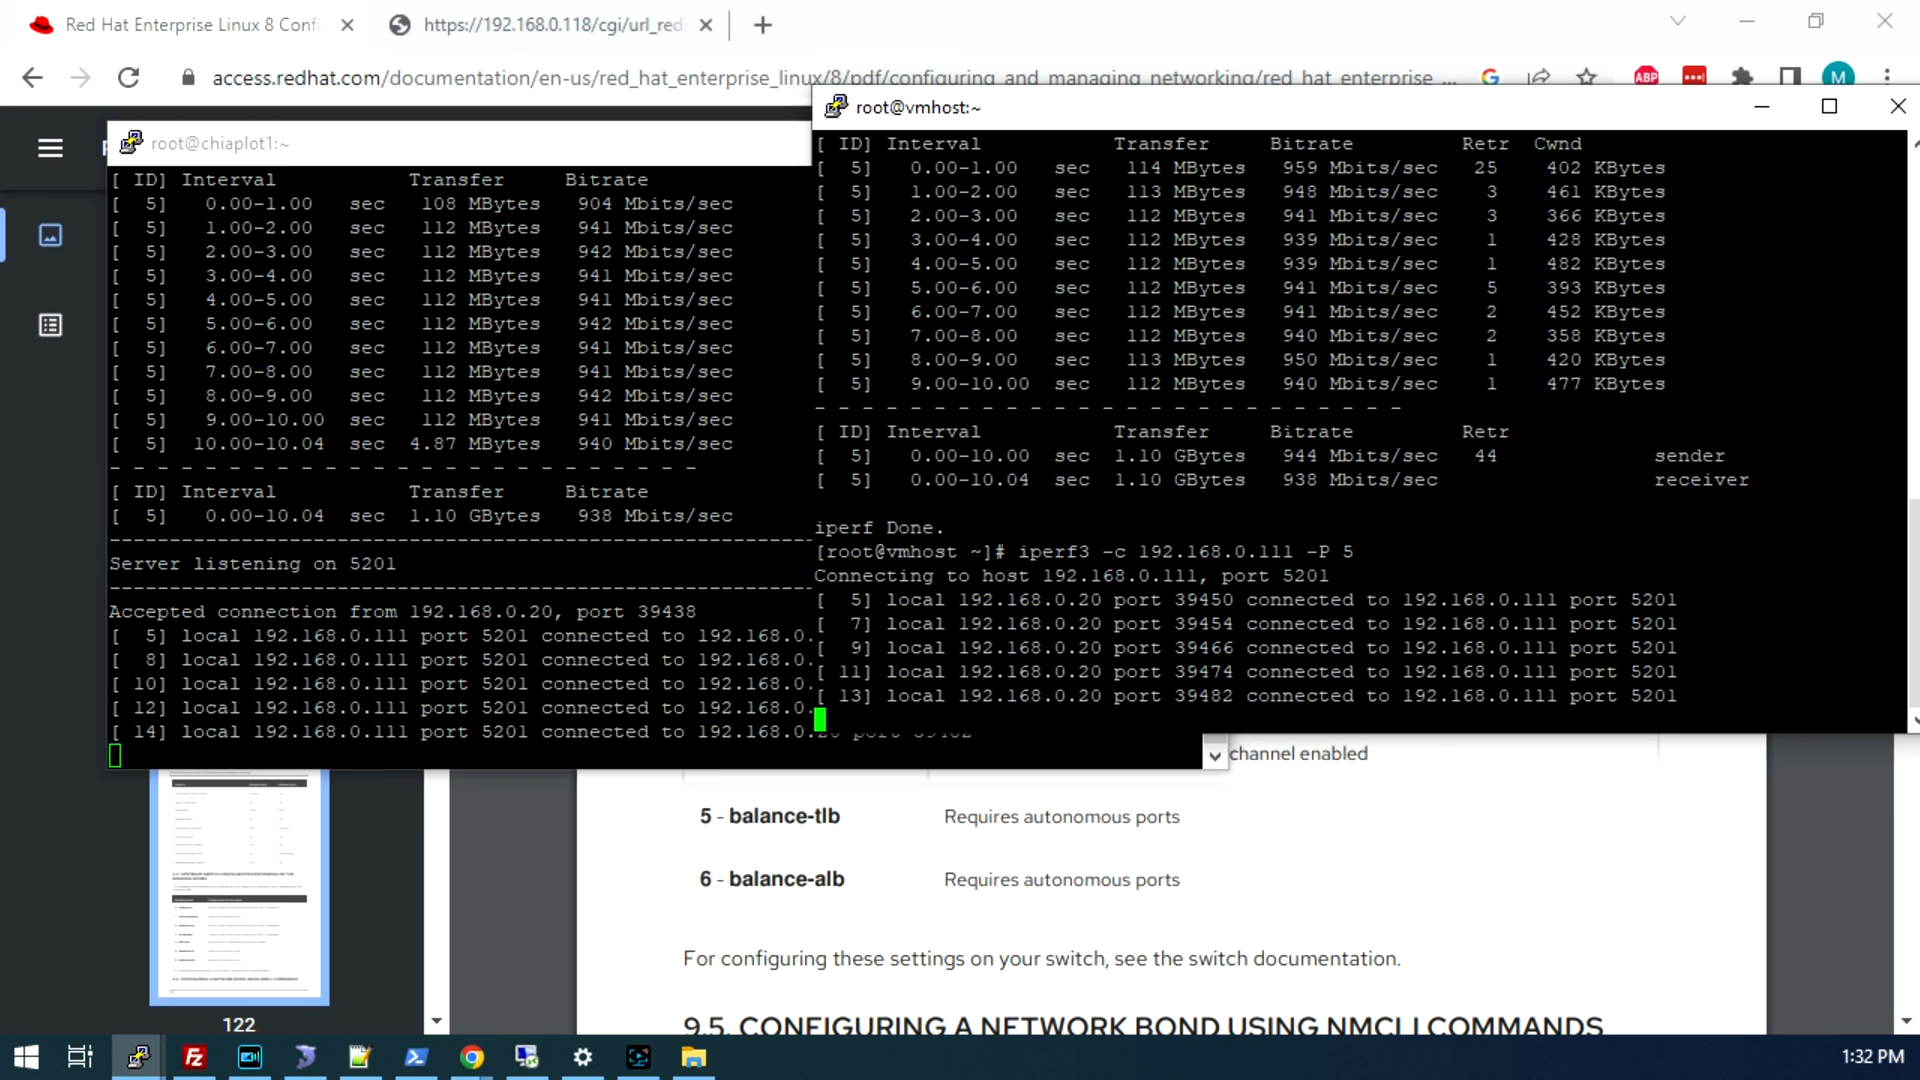 Red Hat Enterprise Linux 8 Confi
https://192.168.0.118/cgi/url_red
access.redhat.com/documentation/en-us/red_hat_enterprise_linux/8/pdf/configuring_and_managing_networking/red_hat_enterprise_...
ABP
M
root@chiaplot1:~
[ ID] Interval Transfer Bitrate
[ 5] 0.00-1.00 sec 108 MBytes 904 Mbits/sec
[ 5] 1.00-2.00 sec 112 MBytes 941 Mbits/sec
[ 5] 2.00-3.00 sec 112 MBytes 942 Mbits/sec
[ 5] 3.00-4.00 sec 112 MBytes 941 Mbits/sec
[ 5] 4.00-5.00 sec 112 MBytes 941 Mbits/sec
[ 5] 5.00-6.00 sec 112 MBytes 942 Mbits/sec
[ 5] 6.00-7.00 sec 112 MBytes 941 Mbits/sec
[ 5] 7.00-8.00 sec 112 MBytes 941 Mbits/sec
[ 5] 8.00-9.00 sec 112 MBytes 942 Mbits/sec
[ 5] 9.00-10.00 sec 112 MBytes 941 Mbits/sec
[ 5] 10.00-10.04 sec 4.87 MBytes 940 Mbits/sec
- - - - - - - - - - - - - - - - - - - - - - - - -
[ ID] Interval Transfer Bitrate
[ 5] 0.00-10.04 sec 1.10 GBytes 938 Mbits/sec
-----------------------------------------------------------
Server listening on 5201
-----------------------------------------------------------
Accepted connection from 192.168.0.20, port 39438
[ 5] local 192.168.0.111 port 5201 connected to 192.168.0.
[ 8] local 192.168.0.111 port 5201 connected to 192.168.0.
[ 10] local 192.168.0.111 port 5201 connected to 192.168.0.
[ 12] local 192.168.0.111 port 5201 connected to 192.168.0.
[ 14] local 192.168.0.111 port 5201 connected to 192.168.0.20 port 39482
root@vmhost:~
[ ID] Interval Transfer Bitrate Retr Cwnd
[ 5] 0.00-1.00 sec 114 MBytes 959 Mbits/sec 25 402 KBytes
[ 5] 1.00-2.00 sec 113 MBytes 948 Mbits/sec 3 461 KBytes
[ 5] 2.00-3.00 sec 112 MBytes 941 Mbits/sec 3 366 KBytes
[ 5] 3.00-4.00 sec 112 MBytes 939 Mbits/sec 1 428 KBytes
[ 5] 4.00-5.00 sec 112 MBytes 939 Mbits/sec 1 482 KBytes
[ 5] 5.00-6.00 sec 112 MBytes 941 Mbits/sec 5 393 KBytes
[ 5] 6.00-7.00 sec 112 MBytes 941 Mbits/sec 2 452 KBytes
[ 5] 7.00-8.00 sec 112 MBytes 940 Mbits/sec 2 358 KBytes
[ 5] 8.00-9.00 sec 113 MBytes 950 Mbits/sec 1 420 KBytes
[ 5] 9.00-10.00 sec 112 MBytes 940 Mbits/sec 1 477 KBytes
- - - - - - - - - - - - - - - - - - - - - - - - -
[ ID] Interval Transfer Bitrate Retr
[ 5] 0.00-10.00 sec 1.10 GBytes 944 Mbits/sec 44 sender
[ 5] 0.00-10.04 sec 1.10 GBytes 938 Mbits/sec receiver
iperf Done.
[root@vmhost ~]# iperf3 -c 192.168.0.111 -P 5
Connecting to host 192.168.0.111, port 5201
[ 5] local 192.168.0.20 port 39450 connected to 192.168.0.111 port 5201
[ 7] local 192.168.0.20 port 39454 connected to 192.168.0.111 port 5201
[ 9] local 192.168.0.20 port 39466 connected to 192.168.0.111 port 5201
[ 11] local 192.168.0.20 port 39474 connected to 192.168.0.111 port 5201
[ 13] local 192.168.0.20 port 39482 connected to 192.168.0.111 port 5201
channel enabled
5 - balance-tlb Requires autonomous ports
6 - balance-alb Requires autonomous ports
For configuring these settings on your switch, see the switch documentation.
9.5. CONFIGURING A NETWORK BOND USING NMCLI COMMANDS
122
Fz
1:32 PM